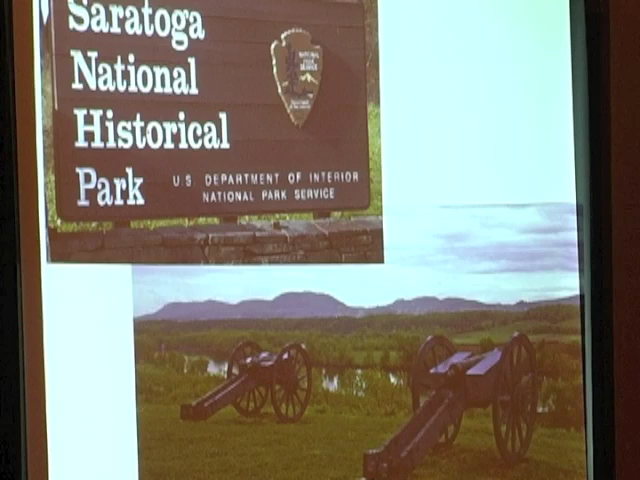 Saratoga
National
Historical
Park
U.S. DEPARTMENT OF INTERIOR
NATIONAL PARK SERVICE